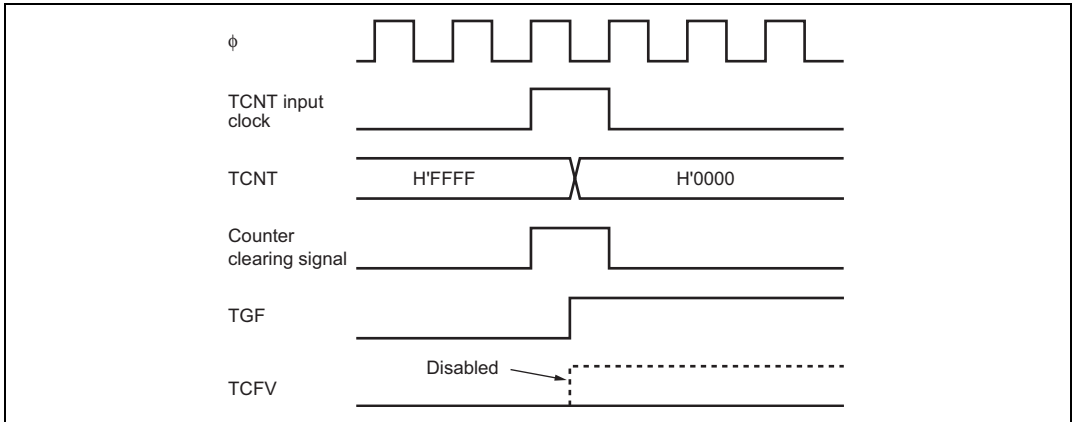 ϕ
TCNT input
clock
TCNT
H'FFFF
H'0000
Counter
clearing signal
TGF
Disabled
TCFV